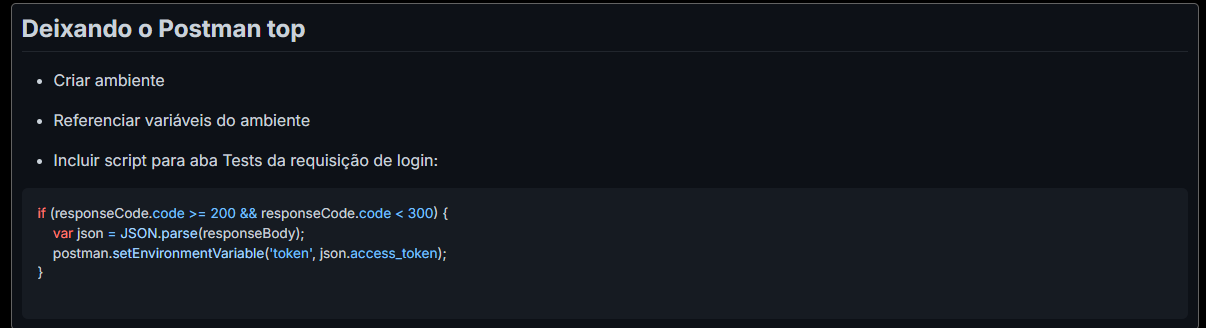 Deixando o Postman top
Criar ambiente
Referenciar variáveis do ambiente
Incluir script para aba Tests da requisição de login:
if (responseCode.code >= 200 && responseCode.code < 300) {
var json = JSON.parse(responseBody);
postman.setEnvironmentVariable('token', json.access_token);
}